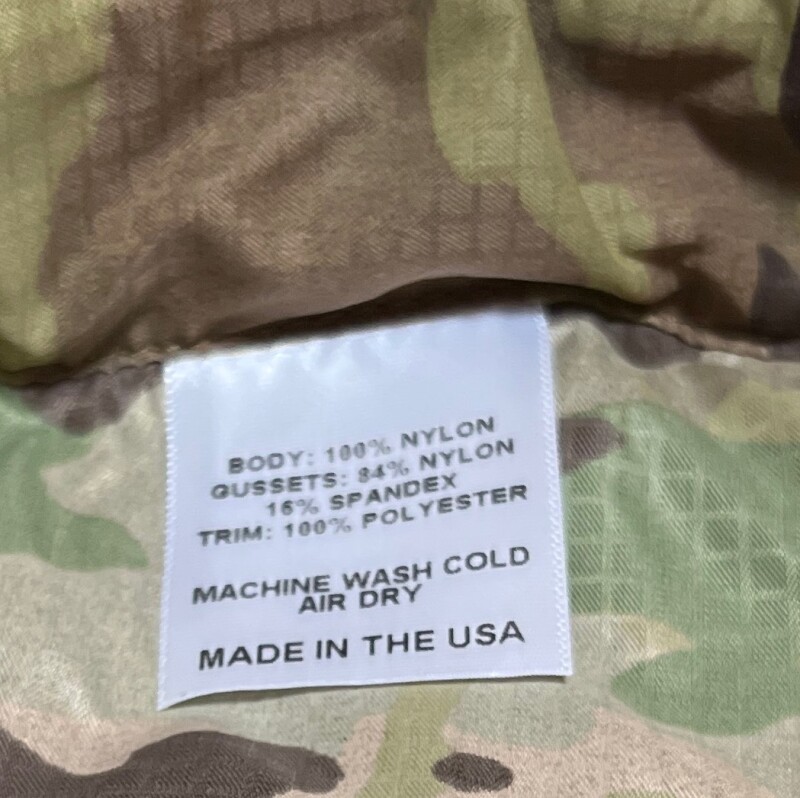 BODY: 100% NYLON
GUSSETS: 84% NYLON
16% SPANDEX
TRIM: 100% POLYESTER
MACHINE WASH COLD
AIR DRY
MADE IN THE USA